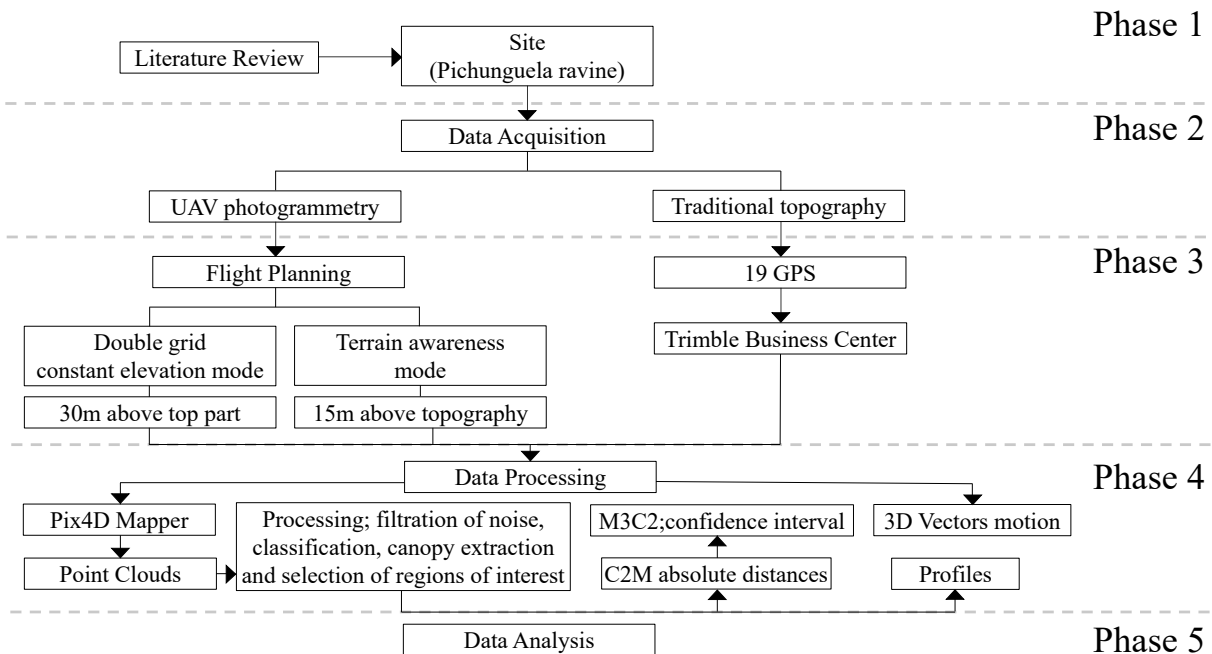 Phase 1
Literature Review
Site
(Pichunguela ravine)
Phase 2
Data Acquisition
UAV photogrammetry
Traditional topography
Phase 3
Flight Planning
19 GPS
Double grid
constant elevation mode
Terrain awareness
mode
Trimble Business Center
30m above top part
15m above topography
Phase 4
Data Processing
Pix4D Mapper
Processing; filtration of noise,
classification, canopy extraction
and selection of regions of interest
M3C2;confidence interval
3D Vectors motion
Point Clouds
C2M absolute distances
Profiles
Phase 5
Data Analysis